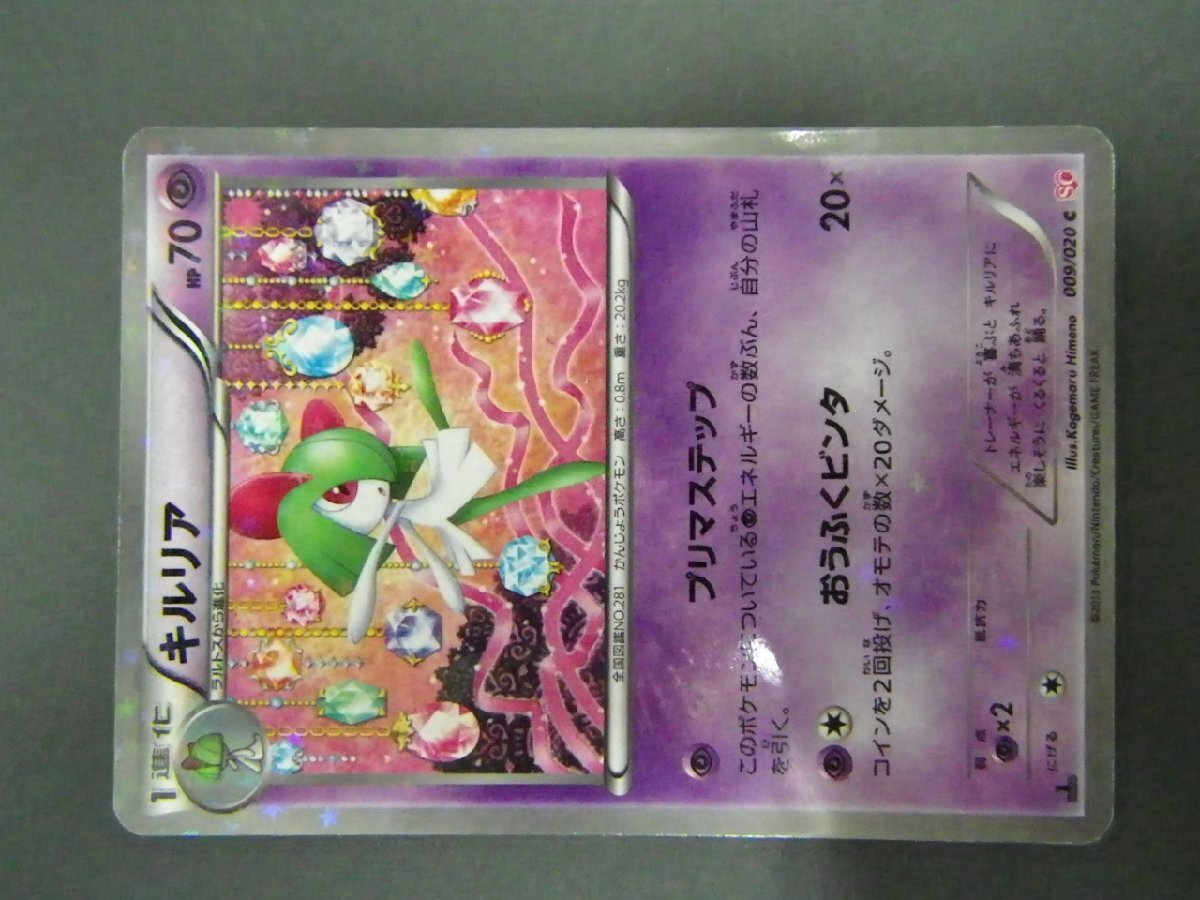 1進化 キルリア HP70
ラルトスから進化
全国図鑑NO.281 かんじょうポケモン 高さ:0.8m 重さ:20.2kg
プリマステップ
このポケモンについているエネルギーの数ぶん、自分の山札
を引く。
おうふくビンタ 20×
コインを2回投げ、オモテの数×20ダメージ。
弱点 ×2
抵抗力
にげる
トレーナーが 喜ぶと キルリアに
エネルギーが 満ちあふれ
楽しそうに くるくると 踊る。
Illus.Kagemaru Himeno 009/020 C
©2013 Pokémon/Nintendo/Creatures/GAME FREAK